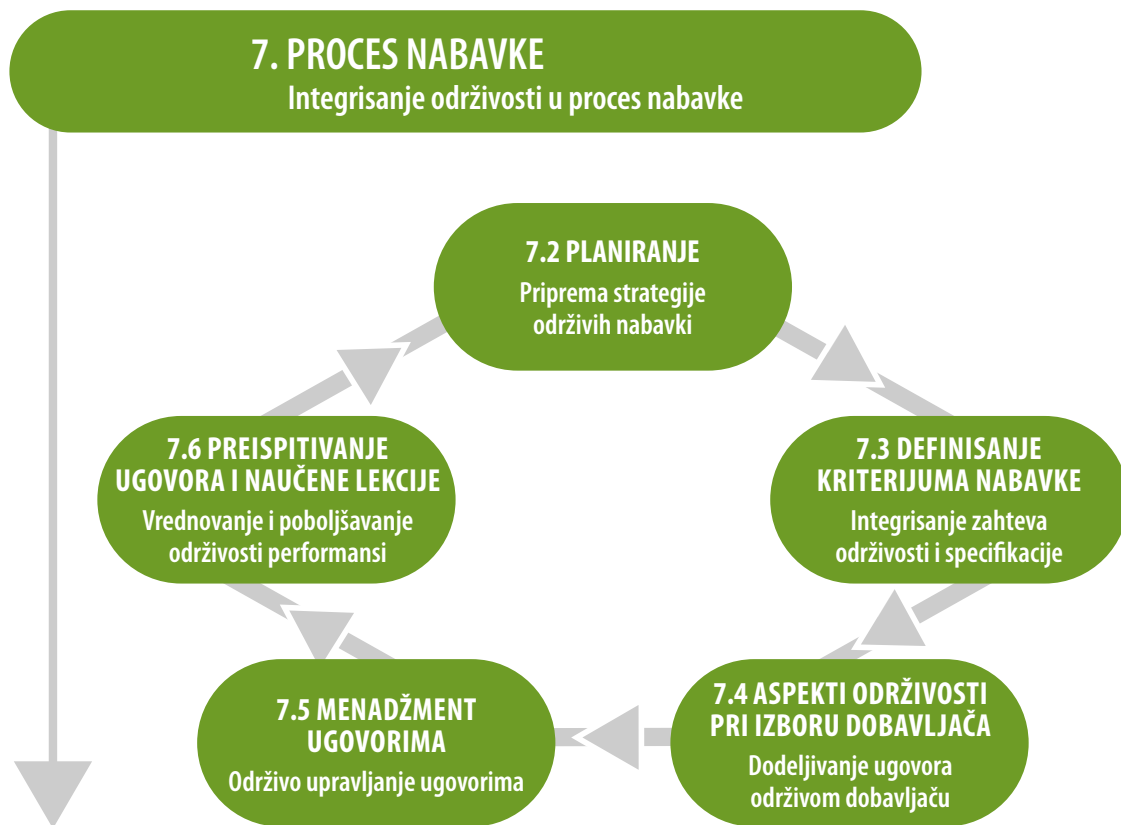 7. PROCES NABAVKE
Integrisanje održivosti u proces nabavke
7.2 PLANIRANJE
Priprema strategije
održivih nabavki
7.3 DEFINISANJE
KRITERIJUMA NABAVKE
Integrisanje zahteva
održivosti i specifikacije
7.4 ASPEKTI ODRŽIVOSTI
PRI IZBORU DOBAVLJAČA
Dodeljivanje ugovora
održivom dobavljaču
7.5 MENADŽMENT
UGOVORIMA
Održivo upravljanje ugovorima
7.6 PREISPITIVANJE
UGOVORA I NAUČENE LEKCIJE
Vrednovanje i poboljšavanje
održivosti performansi